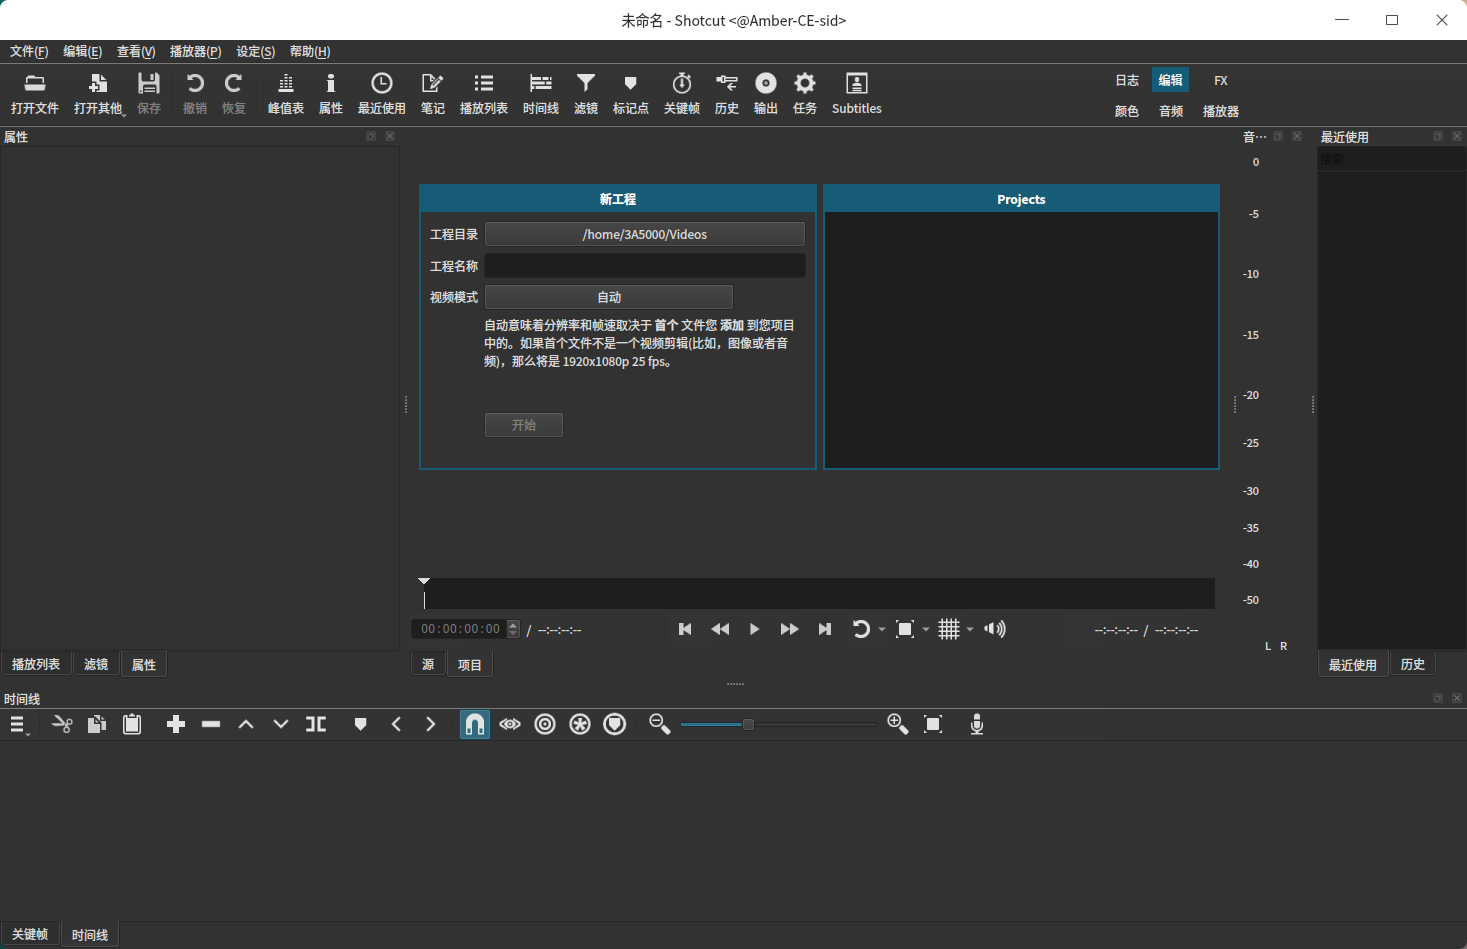 未命名 - Shotcut <@Amber-CE-sid>
文件(F) 编辑(E) 查看(V) 播放器(P) 设定(S) 帮助(H)
打开文件 打开其他 保存 撤销 恢复 峰值表 属性 最近使用 笔记 播放列表 时间线 滤镜 标记点 关键帧 历史 输出 任务 Subtitles
日志 编辑 FX
颜色 音频 播放器
属性
音…
最近使用
搜索
新工程
工程目录 /home/3A5000/Videos
工程名称
视频模式 自动
自动意味着分辨率和帧速取决于 首个 文件您 添加 到您项目
中的。如果首个文件不是一个视频剪辑(比如，图像或者音
频)，那么将是 1920x1080p 25 fps。
开始
Projects
0
-5
-10
-15
-20
-25
-30
-35
-40
-50
L R
00:00:00:00 / --:--:--:--
--:--:--:-- / --:--:--:--
播放列表 滤镜 属性
源 项目
最近使用 历史
时间线
关键帧 时间线